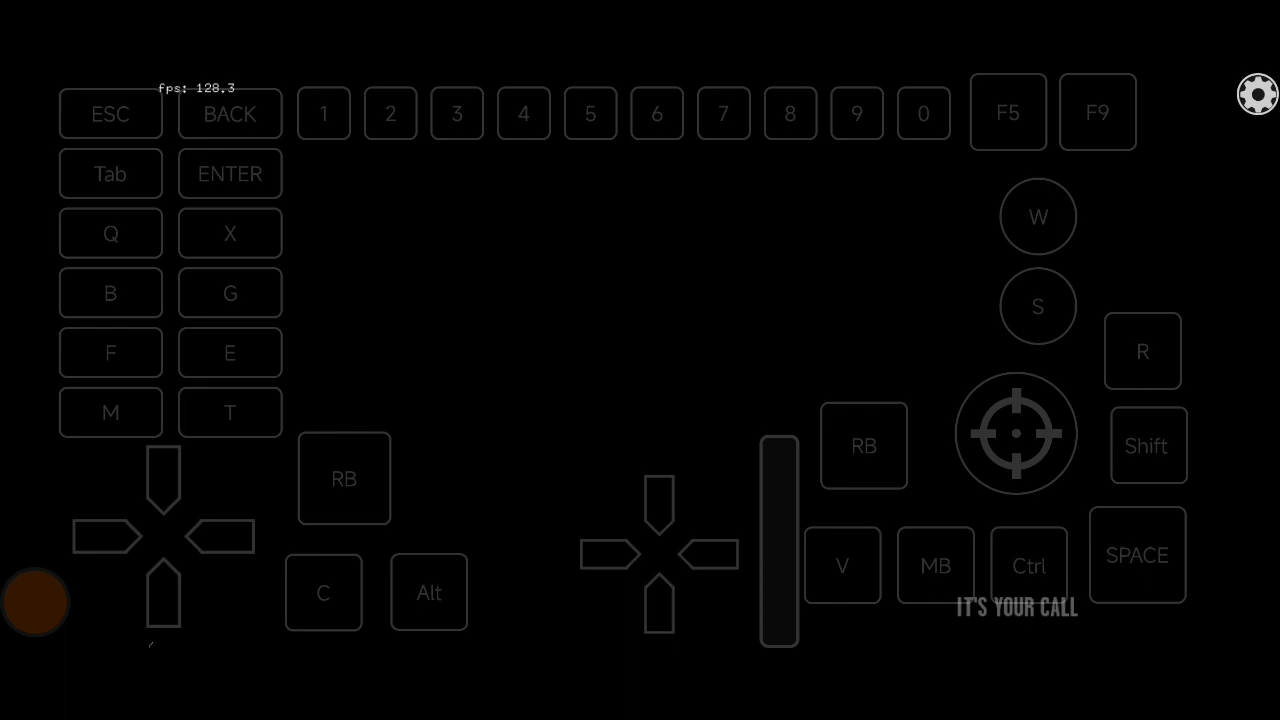 fps: 128.3
ESC BACK 1 2 3 4 5 6 7 8 9 0 F5 F9
Tab ENTER
Q X W
B G S
F E R
M T
RB RB Shift
V MB Ctrl SPACE
C Alt
IT'S YOUR CALL